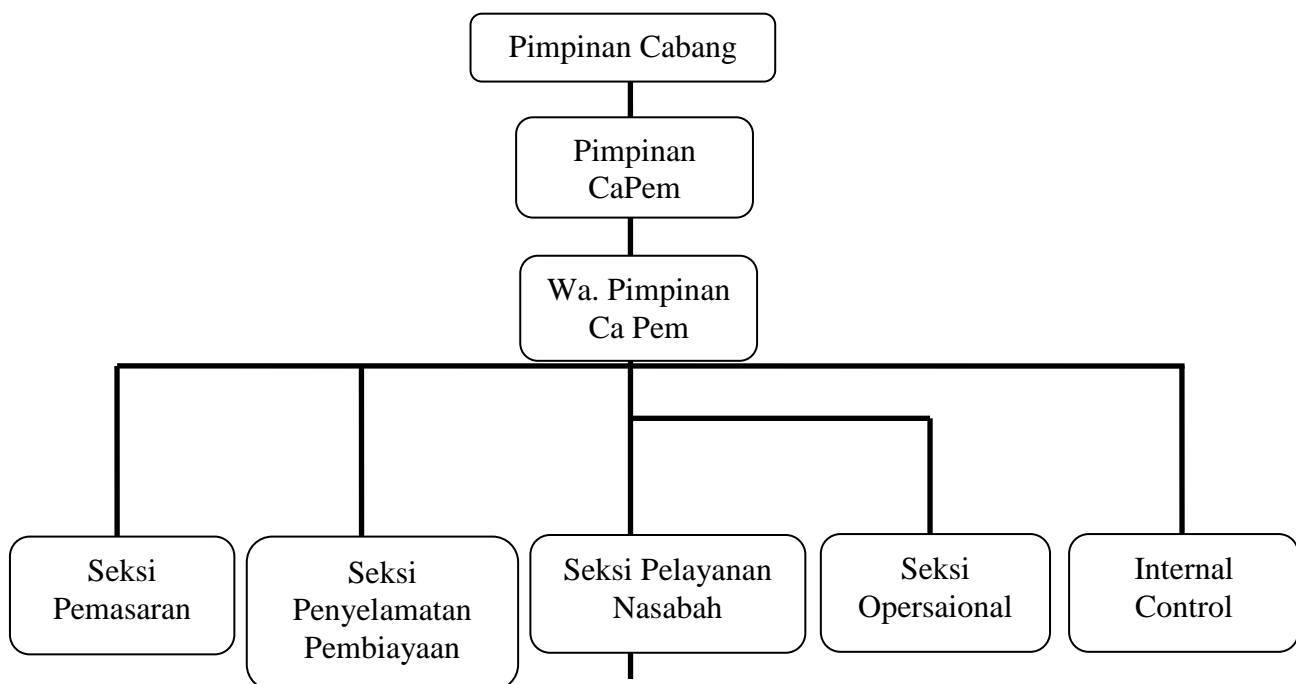 Pimpinan Cabang
Pimpinan
CaPem
Wa. Pimpinan
Ca Pem
Seksi
Pemasaran
Seksi
Penyelamatan
Pembiayaan
Seksi Pelayanan
Nasabah
Seksi
Opersaional
Internal
Control